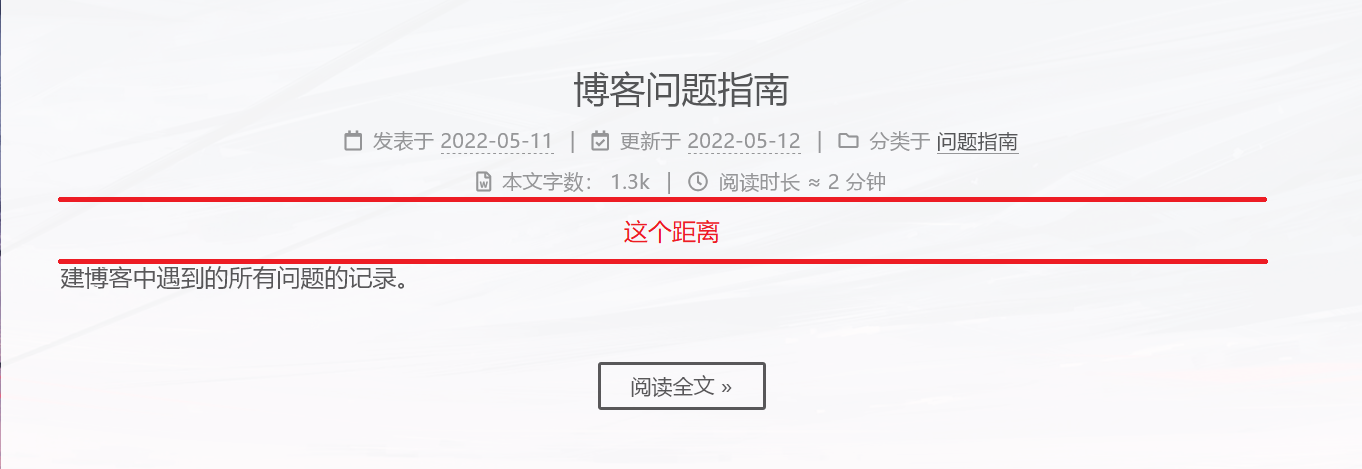 博客问题指南
发表于 2022-05-11 | 更新于 2022-05-12 | 分类于 问题指南
本文字数： 1.3k | 阅读时长 ≈ 2 分钟
这个距离
建博客中遇到的所有问题的记录。
阅读全文 »